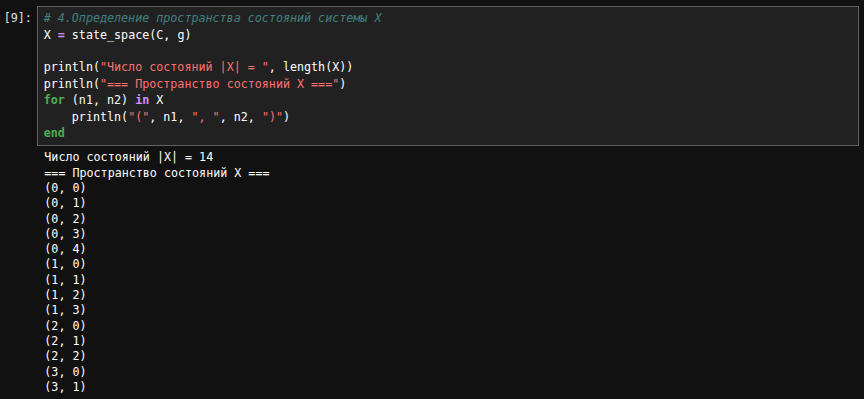 [9]: # 4.Определение пространства состояний системы X
X = state_space(C, g)
println("Число состояний |X| = ", length(X))
println("=== Пространство состояний X ===")
for (n1, n2) in X
    println("(", n1, ", ", n2, ")")
end
Число состояний |X| = 14
=== Пространство состояний X ===
(0, 0)
(0, 1)
(0, 2)
(0, 3)
(0, 4)
(1, 0)
(1, 1)
(1, 2)
(1, 3)
(2, 0)
(2, 1)
(2, 2)
(3, 0)
(3, 1)